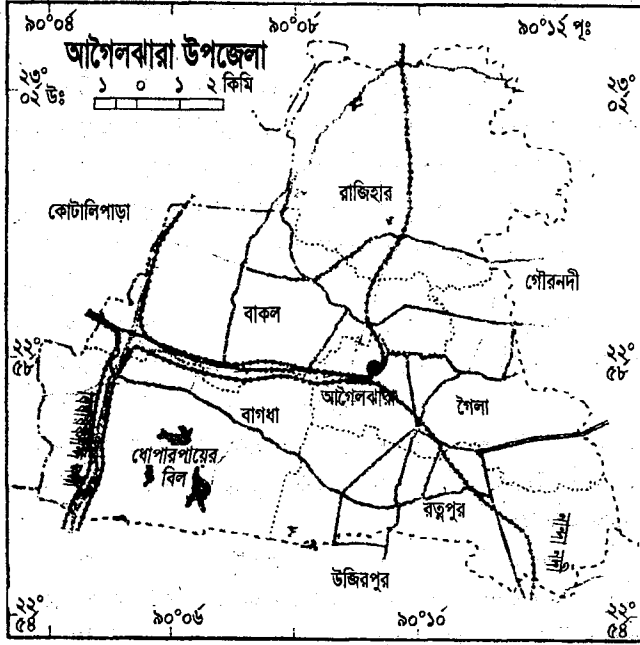 ৯০°০৪ ৯০°০৮ ৯০°১২ পূঃ
আগৈলঝারা উপজেলা
১ ০ ১ ২ কিমি
২৩° ০২ উঃ
২৩° ০২
রাজিহার
কোটালিপাড়া
গৌরনদী
বাকল
২২° ৫৮
২২° ৫৮
আগৈলঝারা
গৈলা
বাগধা
ধোপারপায়ের
বিল
রত্নপুর
উজিরপুর
২২° ৫৪
২২° ৫৪
৯০°০৬ ৯০°১০